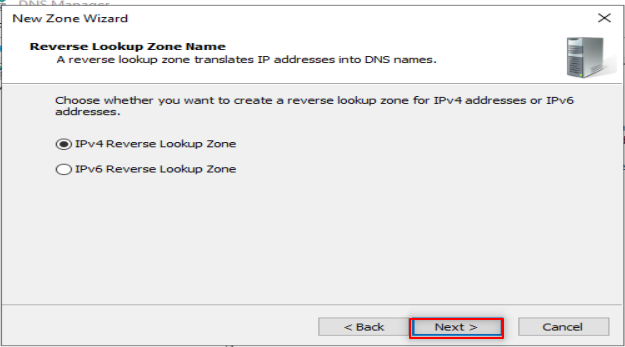 DNS Manager
New Zone Wizard
Reverse Lookup Zone Name
A reverse lookup zone translates IP addresses into DNS names.
Choose whether you want to create a reverse lookup zone for IPv4 addresses or IPv6
addresses.
IPv4 Reverse Lookup Zone
IPv6 Reverse Lookup Zone
< Back
Next >
Cancel